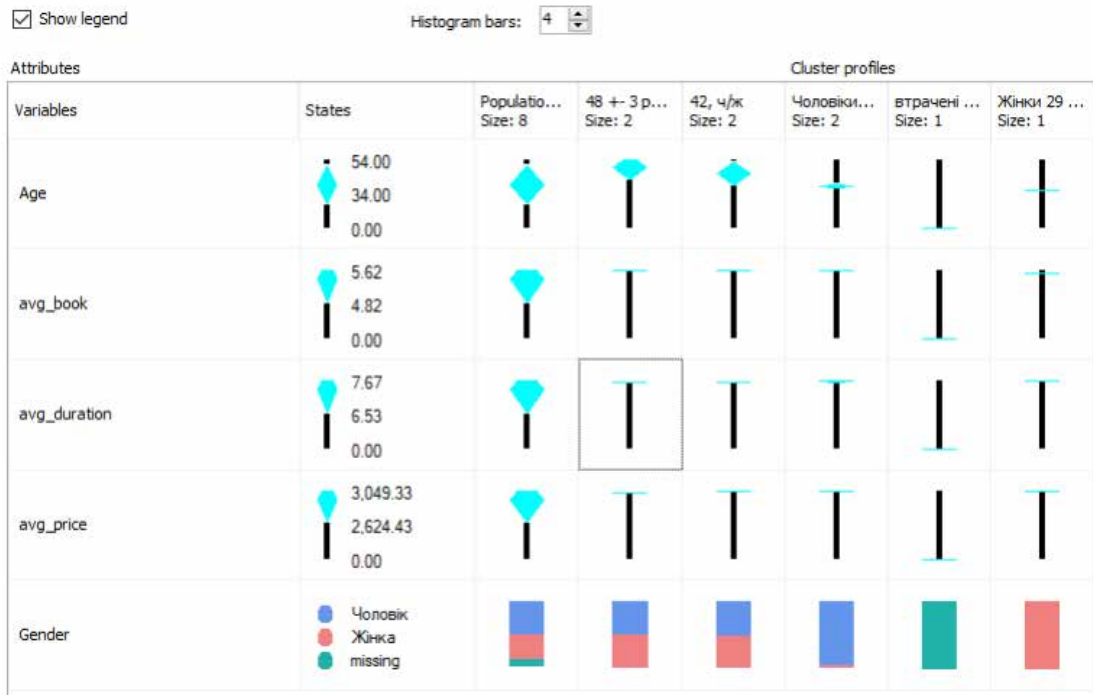 Show legend
Histogram bars: 4
Attributes
Cluster profiles
Variables States Populatio... 48 +- 3 р... 42, ч/ж Чоловіки... втрачені ... Жінки 29 ...
Size: 8 Size: 2 Size: 2 Size: 2 Size: 1 Size: 1
Age
54.00
34.00
0.00
avg_book
5.62
4.82
0.00
avg_duration
7.67
6.53
0.00
avg_price
3,049.33
2,624.43
0.00
Gender
Чоловік
Жінка
missing